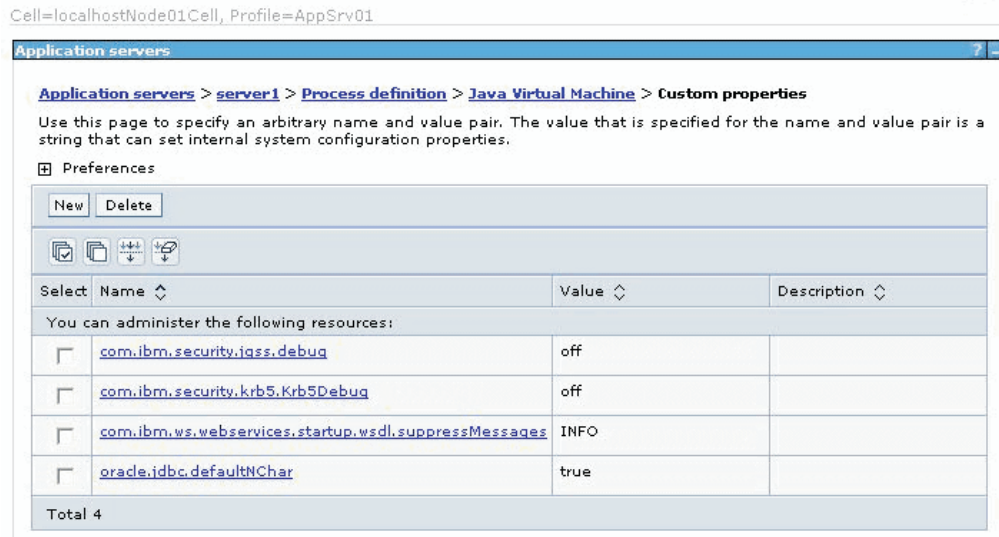 Cell=localhostNode01Cell, Profile=AppSrv01
Application servers ? -
Application servers > server1 > Process definition > Java Virtual Machine > Custom properties
Use this page to specify an arbitrary name and value pair. The value that is specified for the name and value pair is a
string that can set internal system configuration properties.
+ Preferences
New Delete
Select Name Value Description
You can administer the following resources:
com.ibm.security.jgss.debug off
com.ibm.security.krb5.Krb5Debug off
com.ibm.ws.webservices.startup.wsdl.suppressMessages INFO
oracle.jdbc.defaultNChar true
Total 4